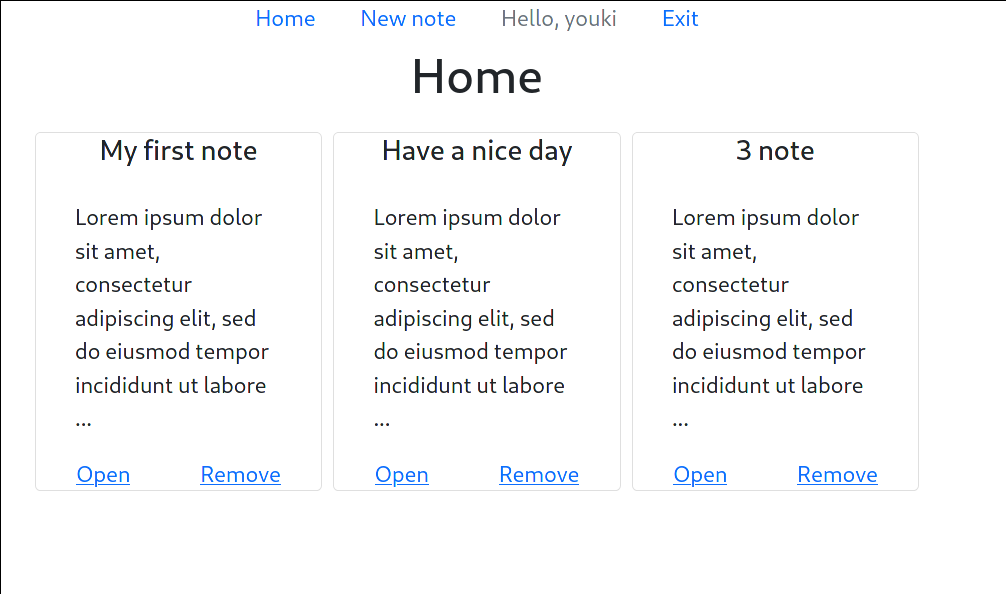 Home New note Hello, youki Exit
Home
My first note
Lorem ipsum dolor
sit amet,
consectetur
adipiscing elit, sed
do eiusmod tempor
incididunt ut labore
...
Open Remove
Have a nice day
Lorem ipsum dolor
sit amet,
consectetur
adipiscing elit, sed
do eiusmod tempor
incididunt ut labore
...
Open Remove
3 note
Lorem ipsum dolor
sit amet,
consectetur
adipiscing elit, sed
do eiusmod tempor
incididunt ut labore
...
Open Remove